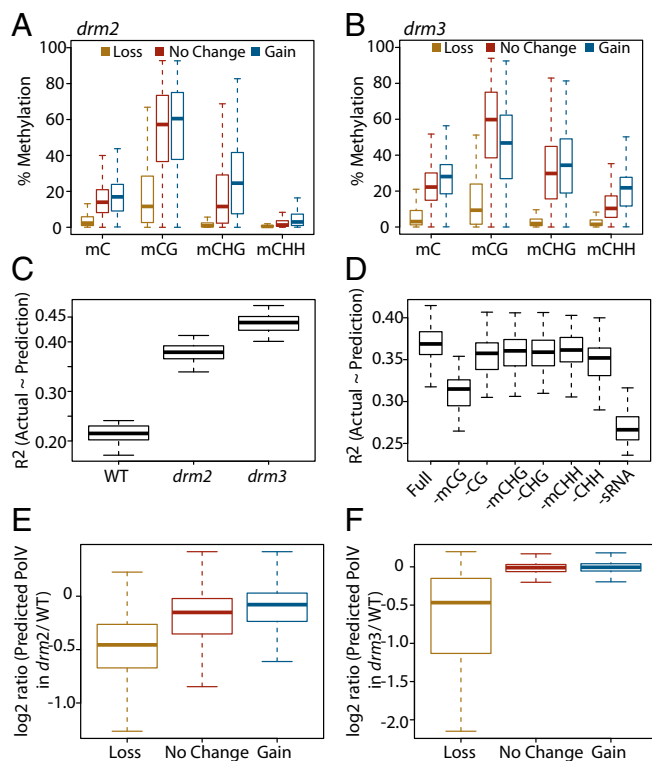 A drm2
Loss No Change Gain
% Methylation
100
80
60
40
20
0
mC mCG mCHG mCHH
B drm3
Loss No Change Gain
% Methylation
100
80
60
40
20
0
mC mCG mCHG mCHH
C
R2 (Actual ~ Prediction)
0.45
0.30
0.20
WT drm2 drm3
D
R2 (Actual ~ Prediction)
0.40
0.35
0.30
0.25
Full -mCG -CG -mCHG -CHG -mCHH -CHH -sRNA
E
log2 ratio (Predicted PolV
in drm2/ WT)
0
-0.5
-1.0
Loss No Change Gain
F
log2 ratio (Predicted PolV
in drm3/ WT)
0
-0.5
-1.0
-1.5
-2.0
Loss No Change Gain